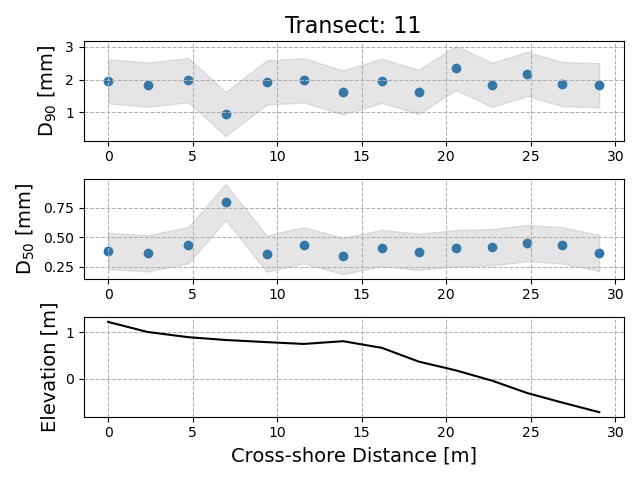 Transect: 11
D90 [mm]
3
2
1
0 5 10 15 20 25 30
D50 [mm]
0.75
0.50
0.25
0 5 10 15 20 25 30
Elevation [m]
1
0
0 5 10 15 20 25 30
Cross-shore Distance [m]